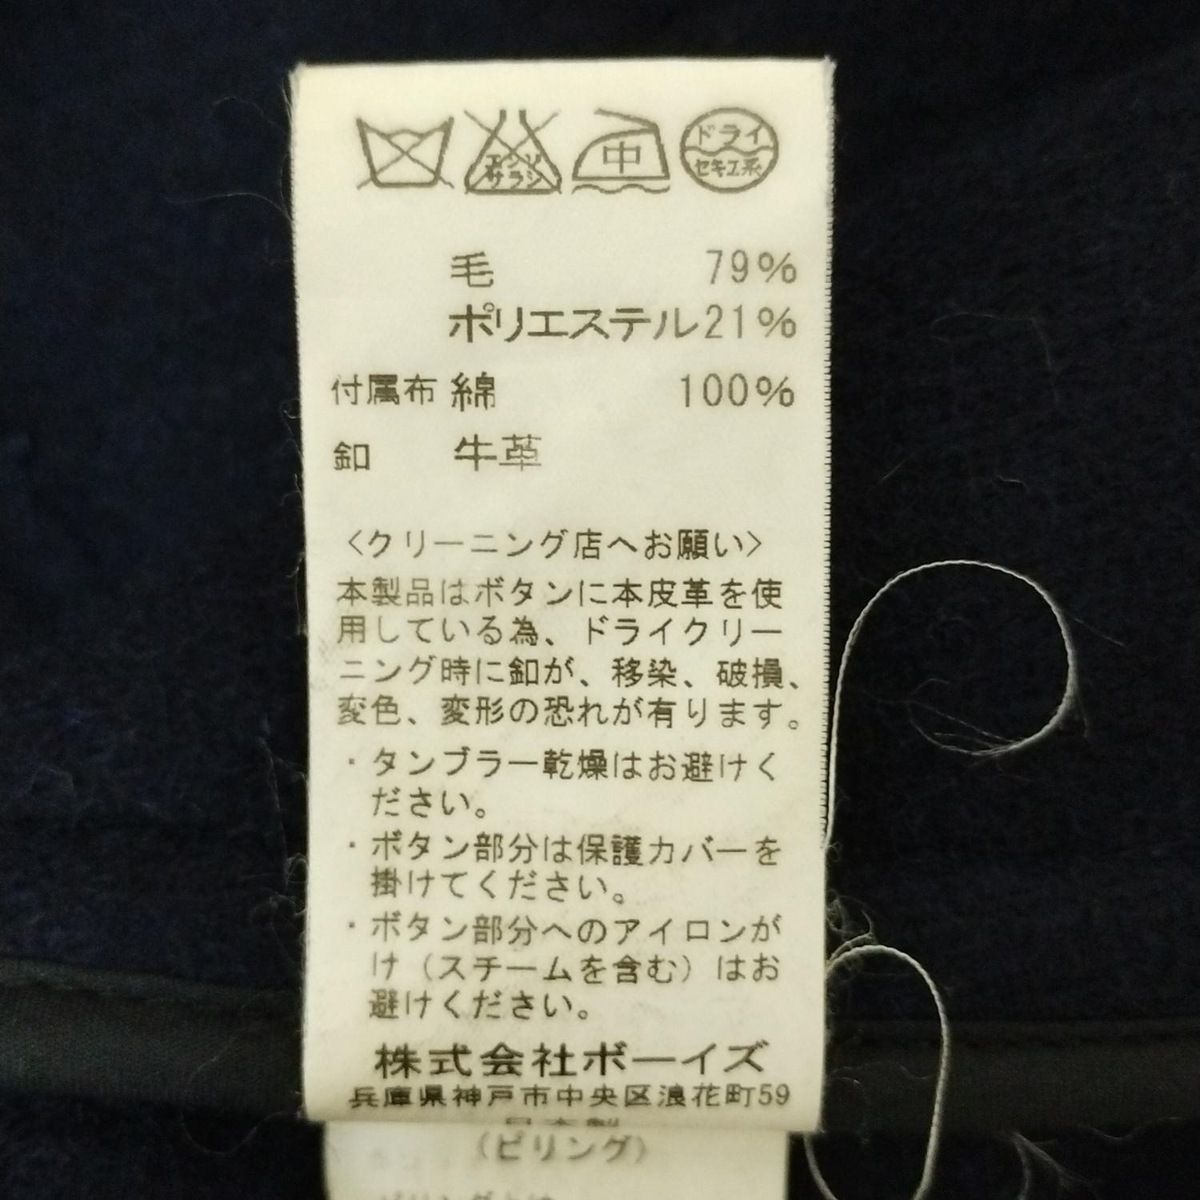 エンソ
サラシ
中
ドライ
セキユ系
毛 79%
ポリエステル21%
付属布 綿 100%
釦 牛革
<クリーニング店へお願い>
本製品はボタンに本皮革を使
用している為、ドライクリー
ニング時に釦が、移染、破損、
変色、変形の恐れが有ります。
・タンブラー乾燥はお避けく
ださい。
・ボタン部分は保護カバーを
掛けてください。
・ボタン部分へのアイロンが
け(スチームを含む)はお
避けください。
株式会社ボーイズ
兵庫県神戸市中央区浪花町59
(ピリング)